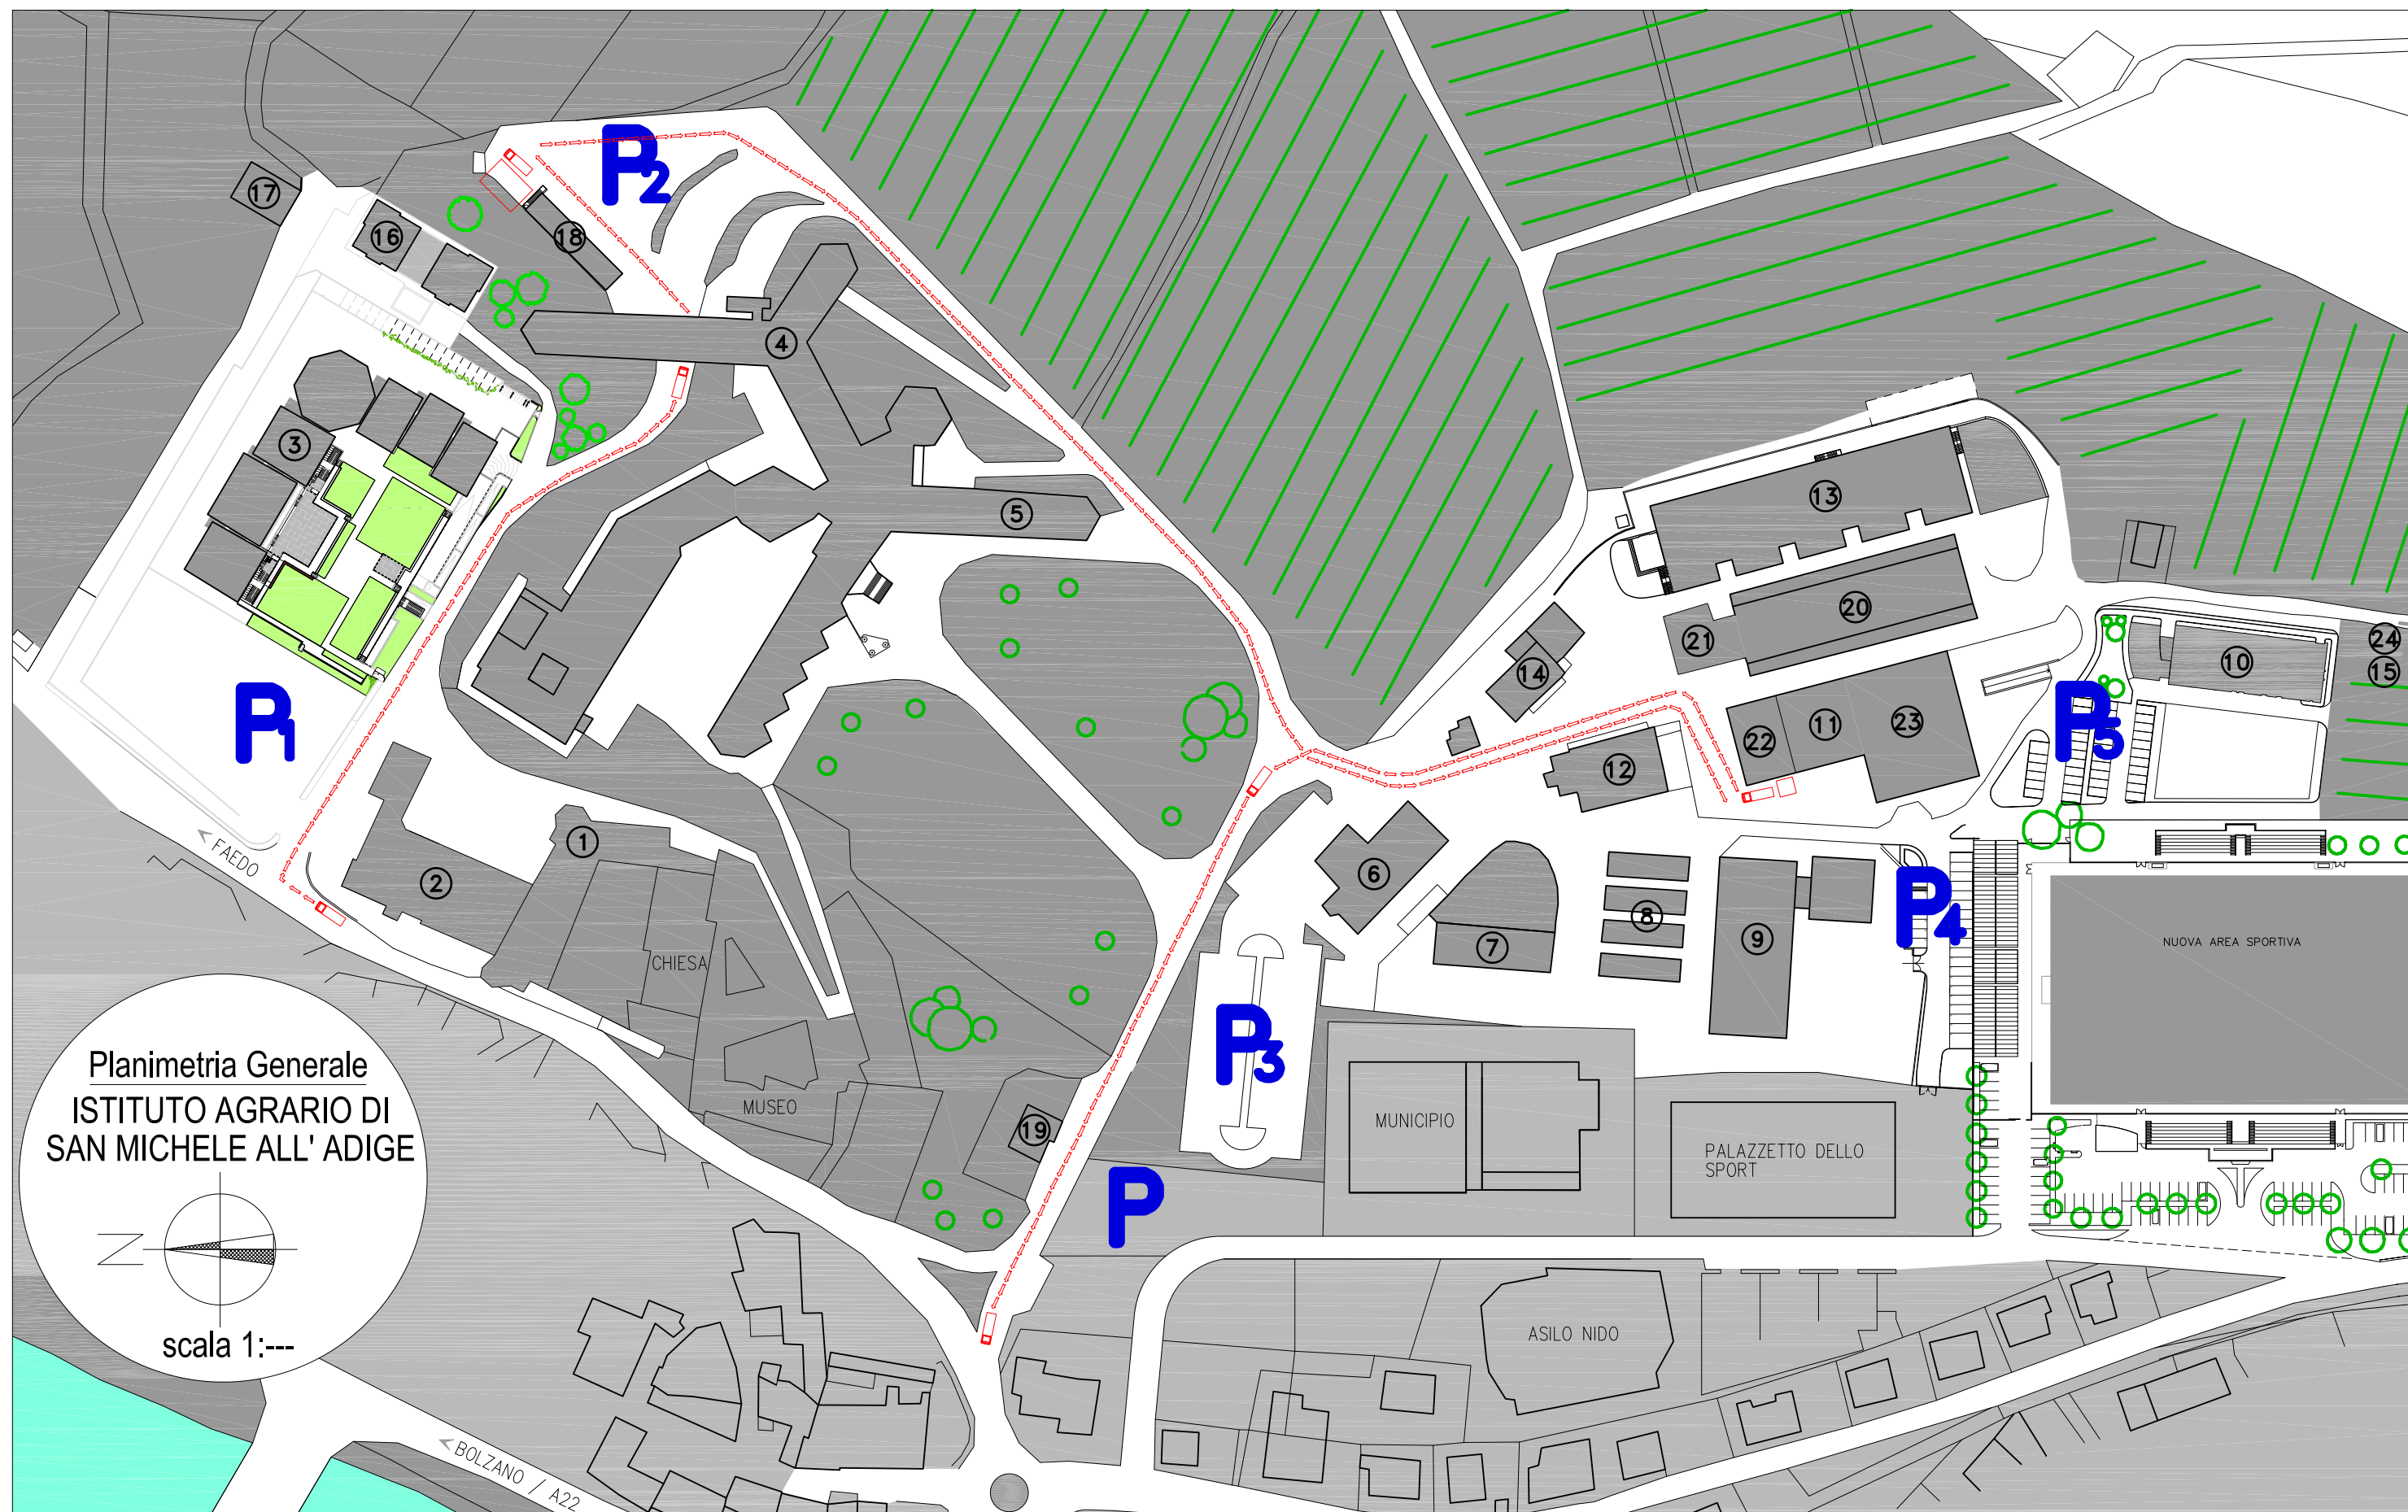 P2
17
16
18
4
3
5
13
20
21
14
24
10
15
P1
22
11
23
P5
12
1
6
2
FAEDO
7
8
9
P4
NUOVA AREA SPORTIVA
CHIESA
P3
MUSEO
19
MUNICIPIO
PALAZZETTO DELLO
SPORT
P
Planimetria Generale
ISTITUTO AGRARIO DI
SAN MICHELE ALL' ADIGE
N
scala 1:---
ASILO NIDO
BOLZANO / A22